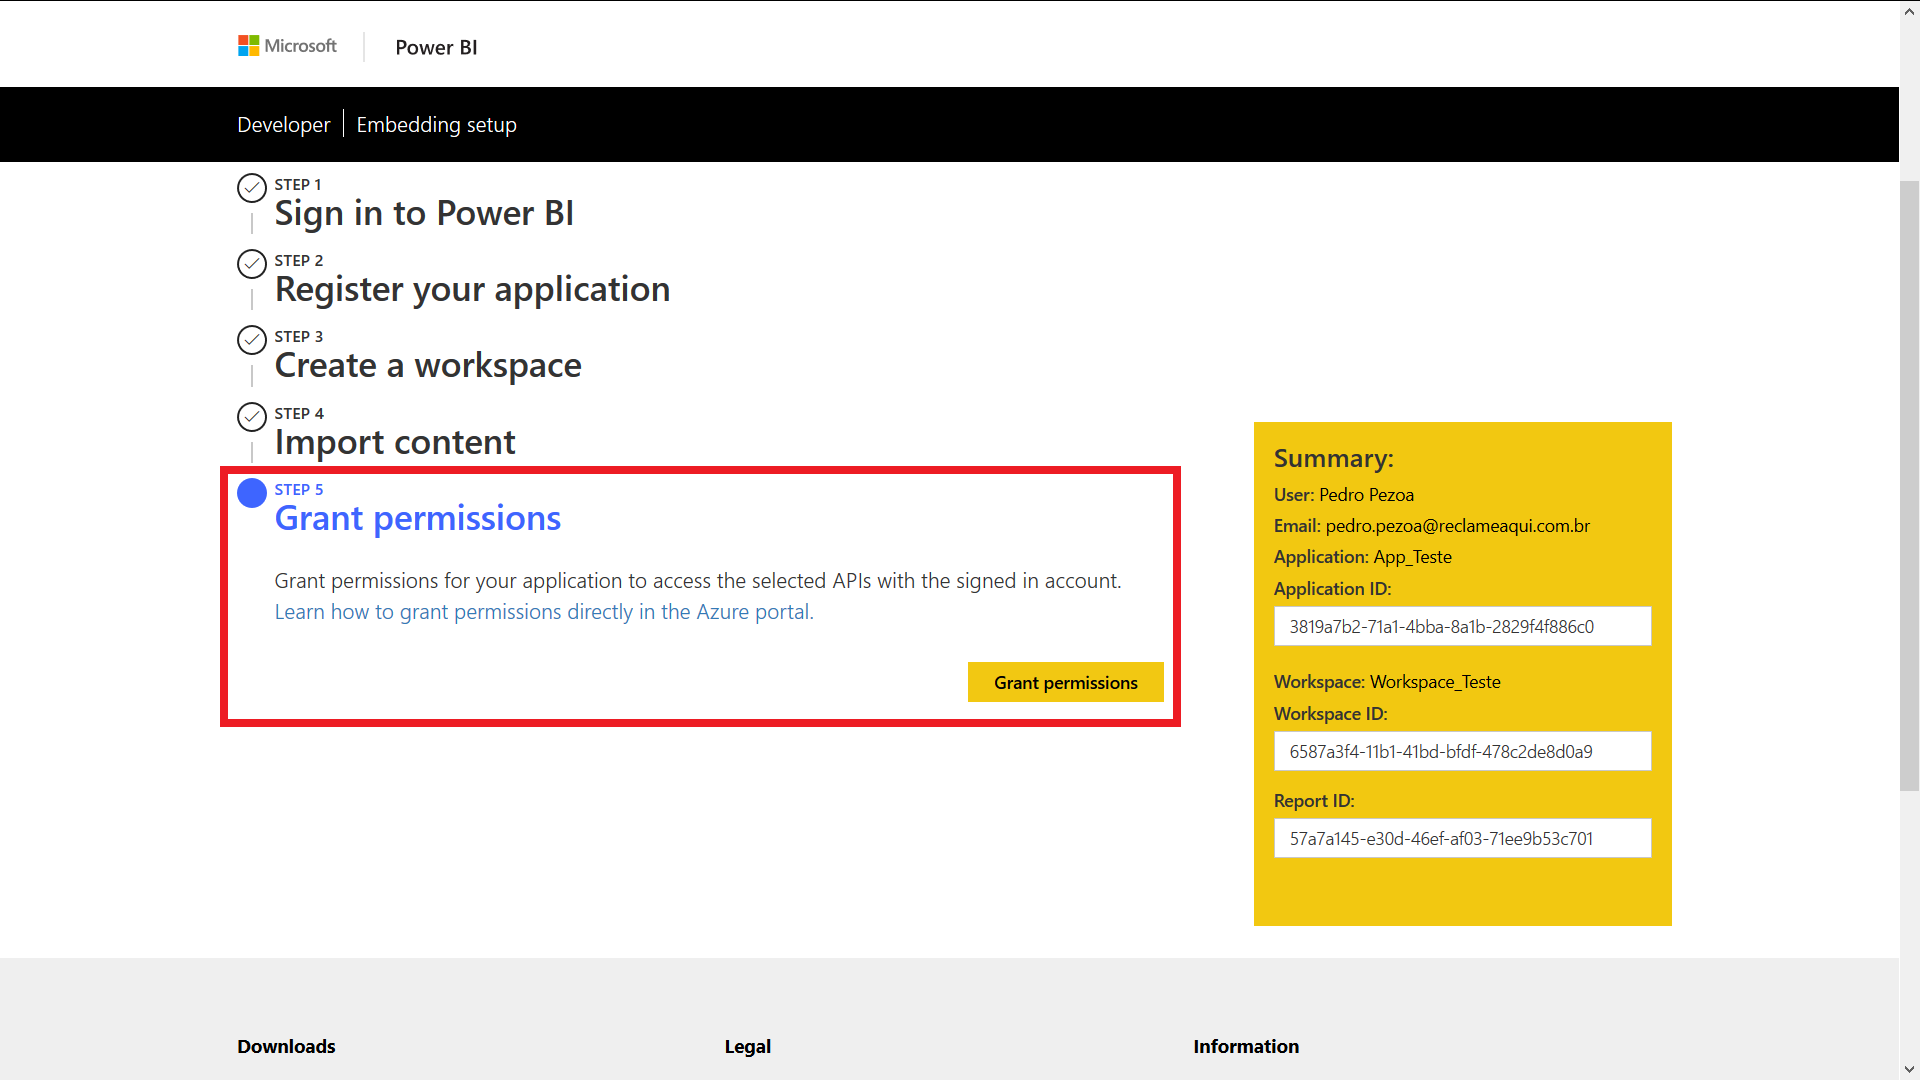 Microsoft
Power BI
Developer
Embedding setup
STEP 1
Sign in to Power BI
STEP 2
Register your application
STEP 3
Create a workspace
STEP 4
Import content
STEP 5
Grant permissions
Grant permissions for your application to access the selected APIs with the signed in account.
Learn how to grant permissions directly in the Azure portal.
Grant permissions
Summary:
User: Pedro Pezoa
Email: pedro.pezoa@reclameaqui.com.br
Application: App_Teste
Application ID:
3819a7b2-71a1-4bba-8a1b-2829f4f886c0
Workspace: Workspace_Teste
Workspace ID:
6587a3f4-11b1-41bd-bfdf-478c2de8d0a9
Report ID:
57a7a145-e30d-46ef-af03-71ee9b53c701
Downloads
Legal
Information